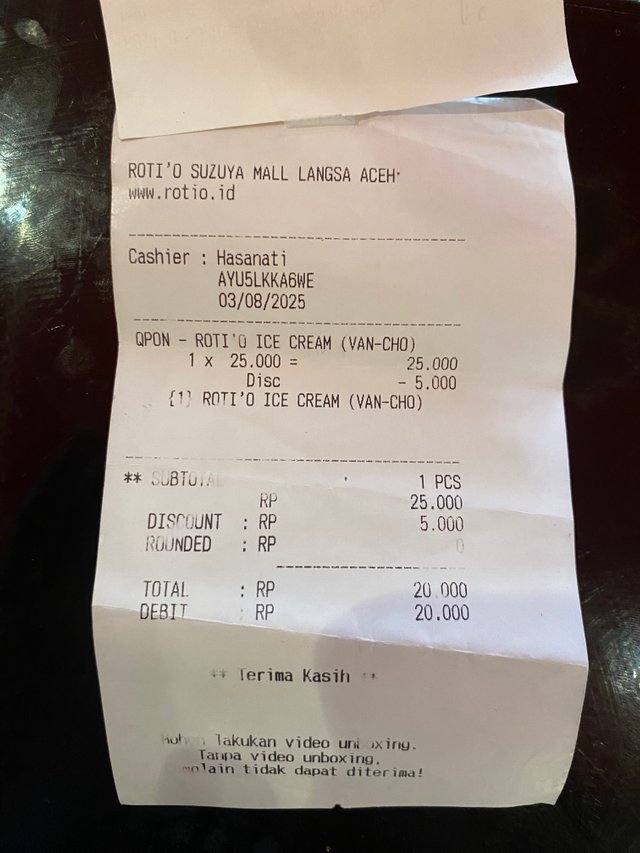 ROTI'O SUZUYA MALL LANGSA ACEH
www.rotio.id
Cashier : Hasanati
AYU5LKKA6WE
03/08/2025
QPON - ROTI'O ICE CREAM (VAN-CHO)
1 x 25.000 = 25.000
Disc - 5.000
{1} ROTI'O ICE CREAM (VAN-CHO)
** SUBTOTAL 1 PCS
RP 25.000
DISCOUNT : RP 5.000
ROUNDED : RP 0
TOTAL : RP 20.000
DEBIT : RP 20.000
** Terima Kasih **
lakukan video unboxing.
Tanpa video unboxing,
tidak dapat diterima!